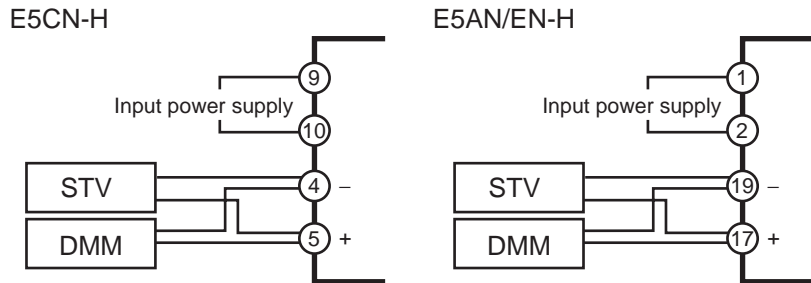 E5CN-H
9
Input power supply
10
STV
4 −
DMM
5 +
E5AN/EN-H
1
Input power supply
2
STV
19 −
DMM
17 +